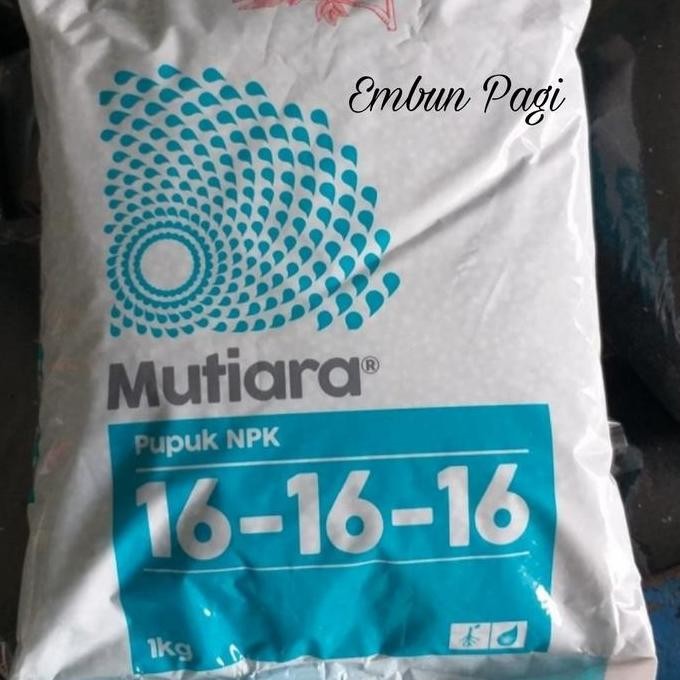 Embun Pagi
Mutiara®
Pupuk NPK
16-16-16
1kg